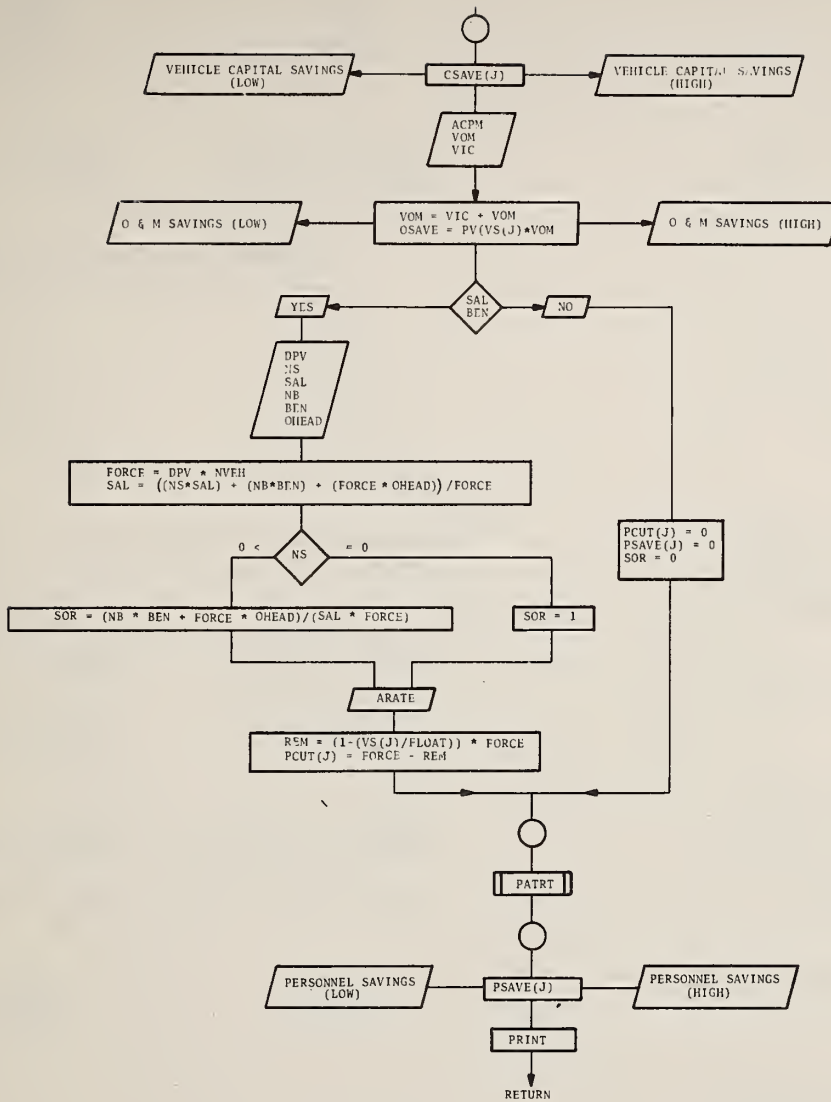 VEHICLE CAPITAL SAVINGS
(LOW)
CSAVE(J)
VEHICLE CAPITAL SAVINGS
(HIGH)
ACPM
VOM
VIC
O & M SAVINGS (LOW)
VOM = VIC + VOM
OSAVE = PV(VS(J)*VOM
O & M SAVINGS (HIGH)
YES
SAL
BEN
NO
DPV
NS
SAL
NB
BEN
OHEAD
FORCE = DPV * NVEH
SAL = ((NS*SAL) + (NB*BEN) + (FORCE * OHEAD))/FORCE
PCUT(J) = 0
PSAVE(J) = 0
SOR = 0
0 <
NS
= 0
SOR = (NB * BEN + FORCE * OHEAD)/(SAL * FORCE)
SOR = 1
ARATE
REM = (1-(VS(J)/FLOAT)) * FORCE
PCUT(J) = FORCE - REM
PATRT
PERSONNEL SAVINGS
(LOW)
PSAVE(J)
PERSONNEL SAVINGS
(HIGH)
PRINT
RETURN